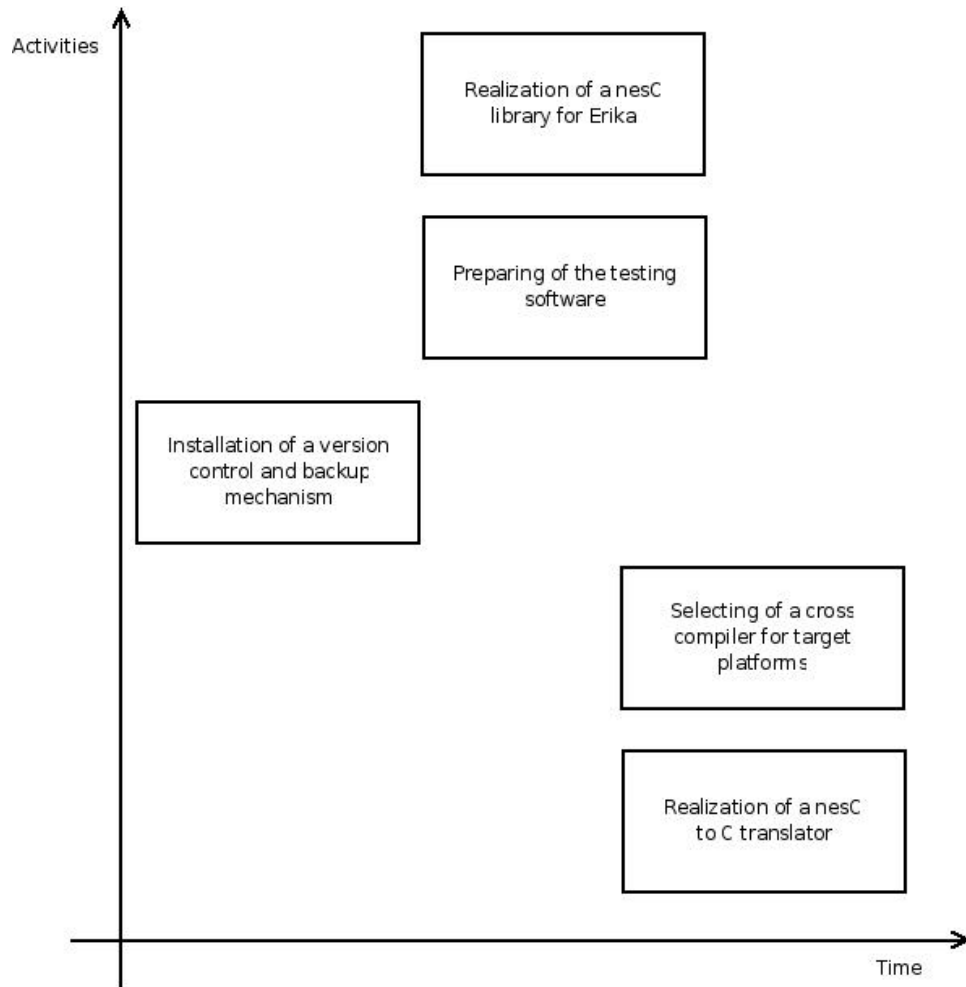 Activities
Realization of a nesC
library for Erika
Preparing of the testing
software
Installation of a version
control and backup
mechanism
Selecting of a cross
compiler for target
platforms
Realization of a nesC
to C translator
Time